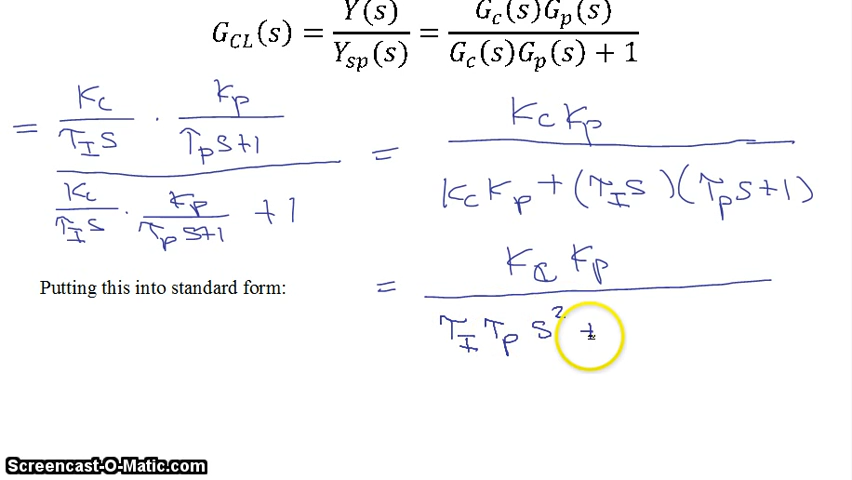 G_CL(s) = Y(s) / Y_sp(s) = G_c(s)G_p(s) / (G_c(s)G_p(s) + 1)
= (K_c / τ_I s · K_p / (τ_p s+1)) / (K_c / τ_I s · K_p / (τ_p s+1) + 1) = K_c K_p / (K_c K_p + (τ_I s)(τ_p s+1))
Putting this into standard form: = K_c K_p / (τ_I τ_p s² +
Screencast-O-Matic.com